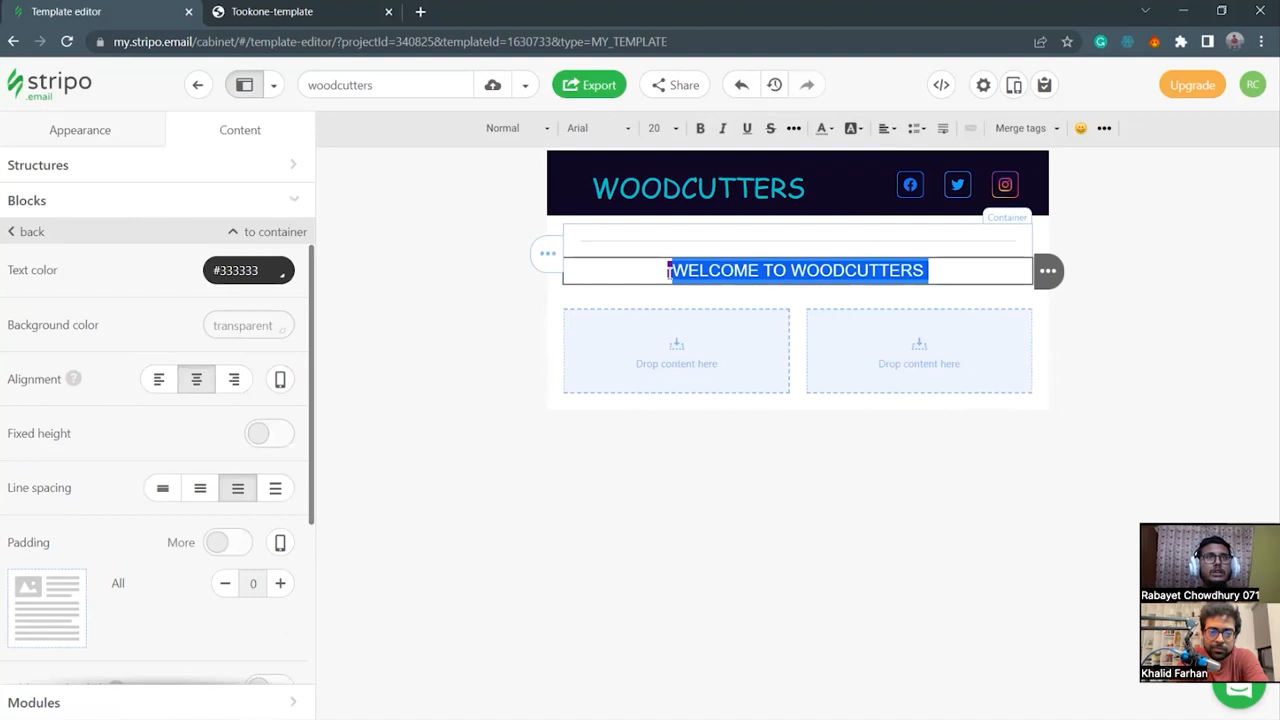 Template editor
Tookone-template
my.stripo.email/cabinet/#/template-editor/?projectId=340825&templateId=1630733&type=MY_TEMPLATE
stripo
.email
woodcutters
Export
Share
Upgrade
RC
Appearance
Content
Normal
Arial
20
B
I
U
S
A
A
Merge tags
Structures
Blocks
back
to container
Text color
#333333
Background color
transparent
Alignment
?
Fixed height
Line spacing
Padding
More
All
0
Modules
WOODCUTTERS
Container
WELCOME TO WOODCUTTERS
Drop content here
Drop content here
Rabayet Chowdhury 071
Khalid Farhan